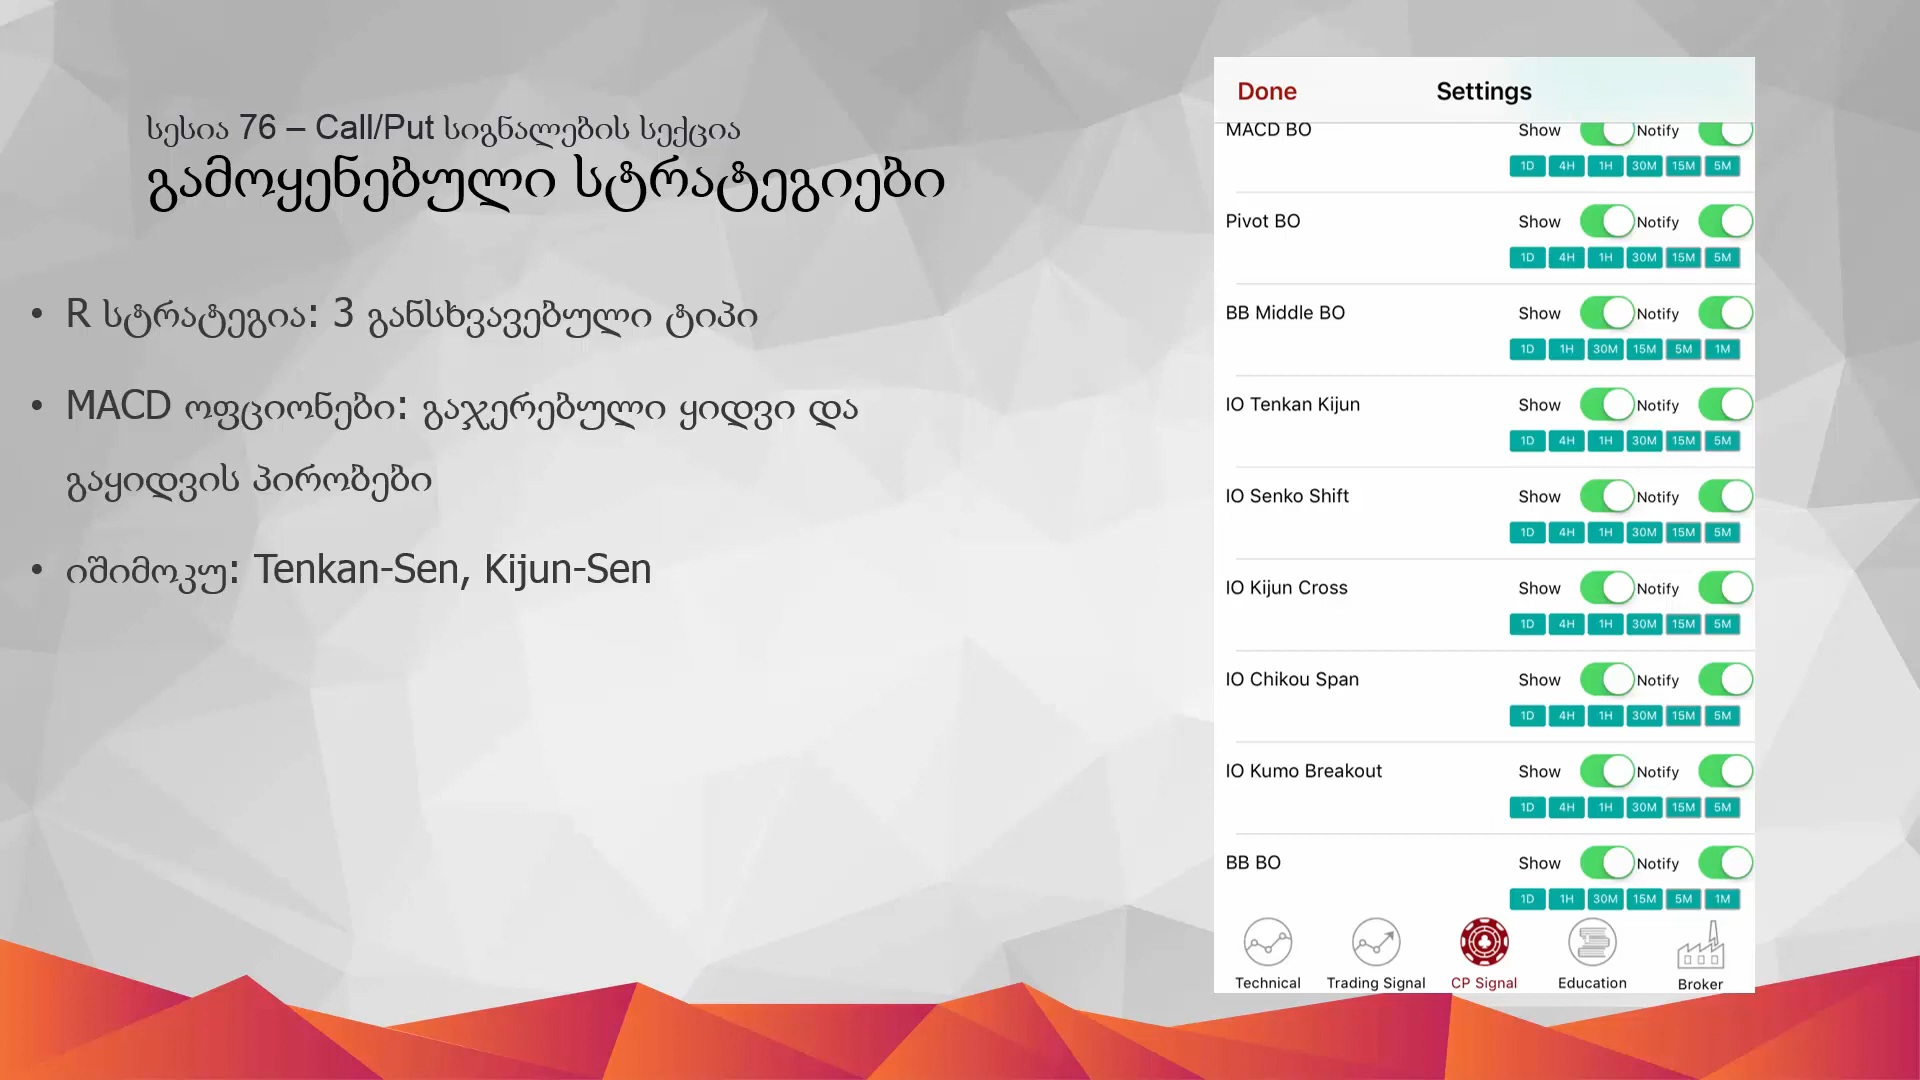 სესია 76 – Call/Put სიგნალების სექცია
გამოყენებული სტრატეგიები
• R სტრატეგია: 3 განსხვავებული ტიპი
• MACD ოფციონები: გაჯერებული ყიდვი და
გაყიდვის პირობები
• იშიმოკუ: Tenkan-Sen, Kijun-Sen
Done Settings
MACD BO Show Notify
1D 4H 1H 30M 15M 5M
Pivot BO Show Notify
1D 4H 1H 30M 15M 5M
BB Middle BO Show Notify
1D 1H 30M 15M 5M 1M
IO Tenkan Kijun Show Notify
1D 4H 1H 30M 15M 5M
IO Senko Shift Show Notify
1D 4H 1H 30M 15M 5M
IO Kijun Cross Show Notify
1D 4H 1H 30M 15M 5M
IO Chikou Span Show Notify
1D 4H 1H 30M 15M 5M
IO Kumo Breakout Show Notify
1D 4H 1H 30M 15M 5M
BB BO Show Notify
1D 1H 30M 15M 5M 1M
Technical Trading Signal CP Signal Education Broker